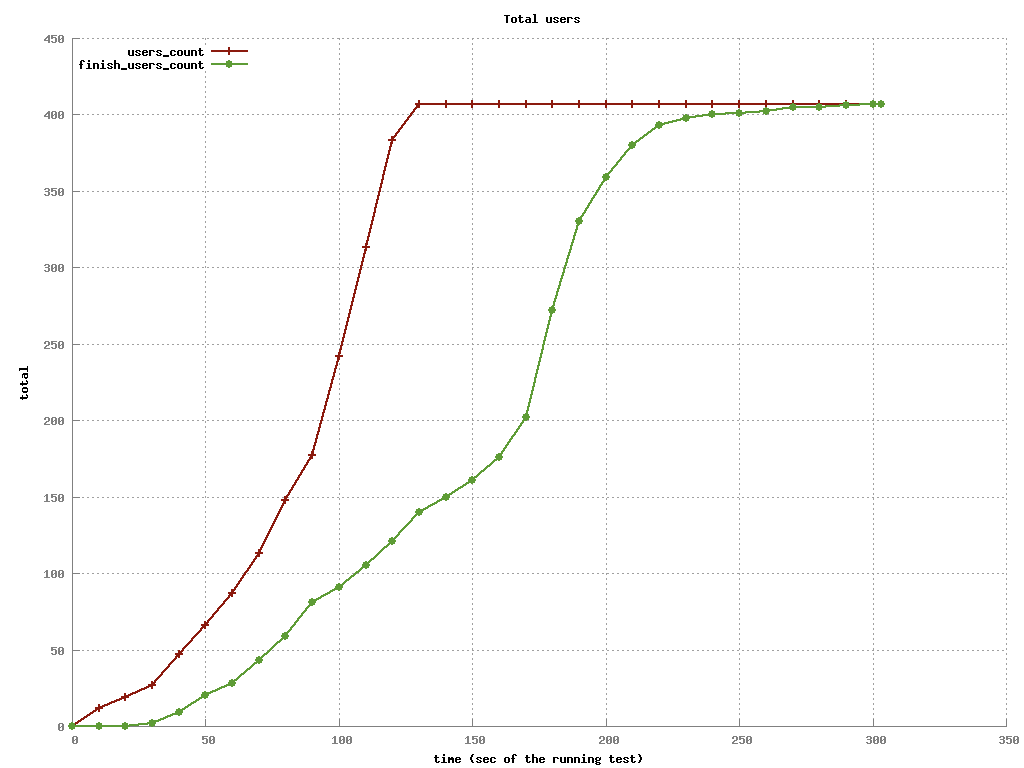 Total users
users_count
finish_users_count
450
400
350
300
250
200
150
100
50
0
total
0 50 100 150 200 250 300 350
time (sec of the running test)